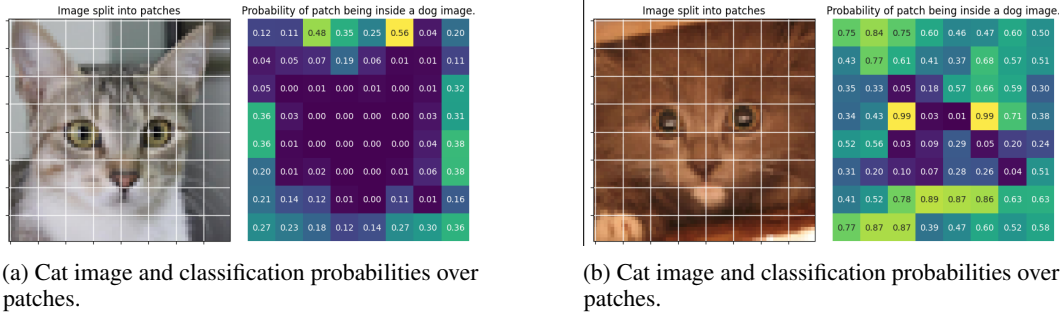 Image split into patches
Probability of patch being inside a dog image.
0.12 0.11 0.48 0.35 0.25 0.56 0.04 0.20
0.04 0.05 0.07 0.19 0.06 0.01 0.01 0.11
0.05 0.00 0.01 0.00 0.01 0.00 0.01 0.32
0.36 0.03 0.00 0.00 0.00 0.00 0.03 0.31
0.36 0.01 0.00 0.00 0.00 0.00 0.04 0.38
0.20 0.01 0.02 0.00 0.00 0.01 0.06 0.38
0.21 0.14 0.12 0.01 0.00 0.11 0.01 0.16
0.27 0.23 0.18 0.12 0.14 0.27 0.30 0.36
(a) Cat image and classification probabilities over
patches.
Image split into patches
Probability of patch being inside a dog image.
0.75 0.84 0.75 0.60 0.46 0.47 0.60 0.50
0.43 0.77 0.61 0.41 0.37 0.68 0.57 0.51
0.35 0.33 0.05 0.18 0.57 0.66 0.59 0.30
0.34 0.43 0.99 0.03 0.01 0.99 0.71 0.38
0.52 0.56 0.03 0.09 0.29 0.05 0.20 0.24
0.31 0.20 0.10 0.07 0.28 0.26 0.04 0.51
0.41 0.52 0.78 0.89 0.87 0.86 0.63 0.63
0.77 0.87 0.87 0.39 0.47 0.60 0.52 0.58
(b) Cat image and classification probabilities over
patches.